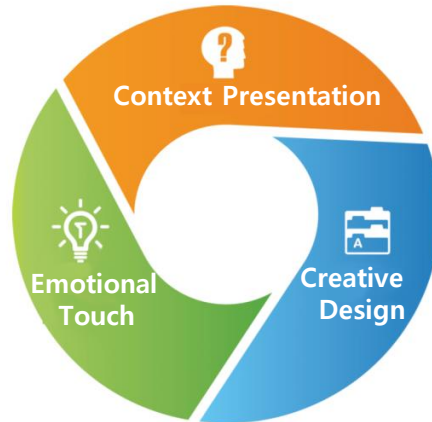 ?
Context Presentation
Emotional
Touch
A
Creative
Design